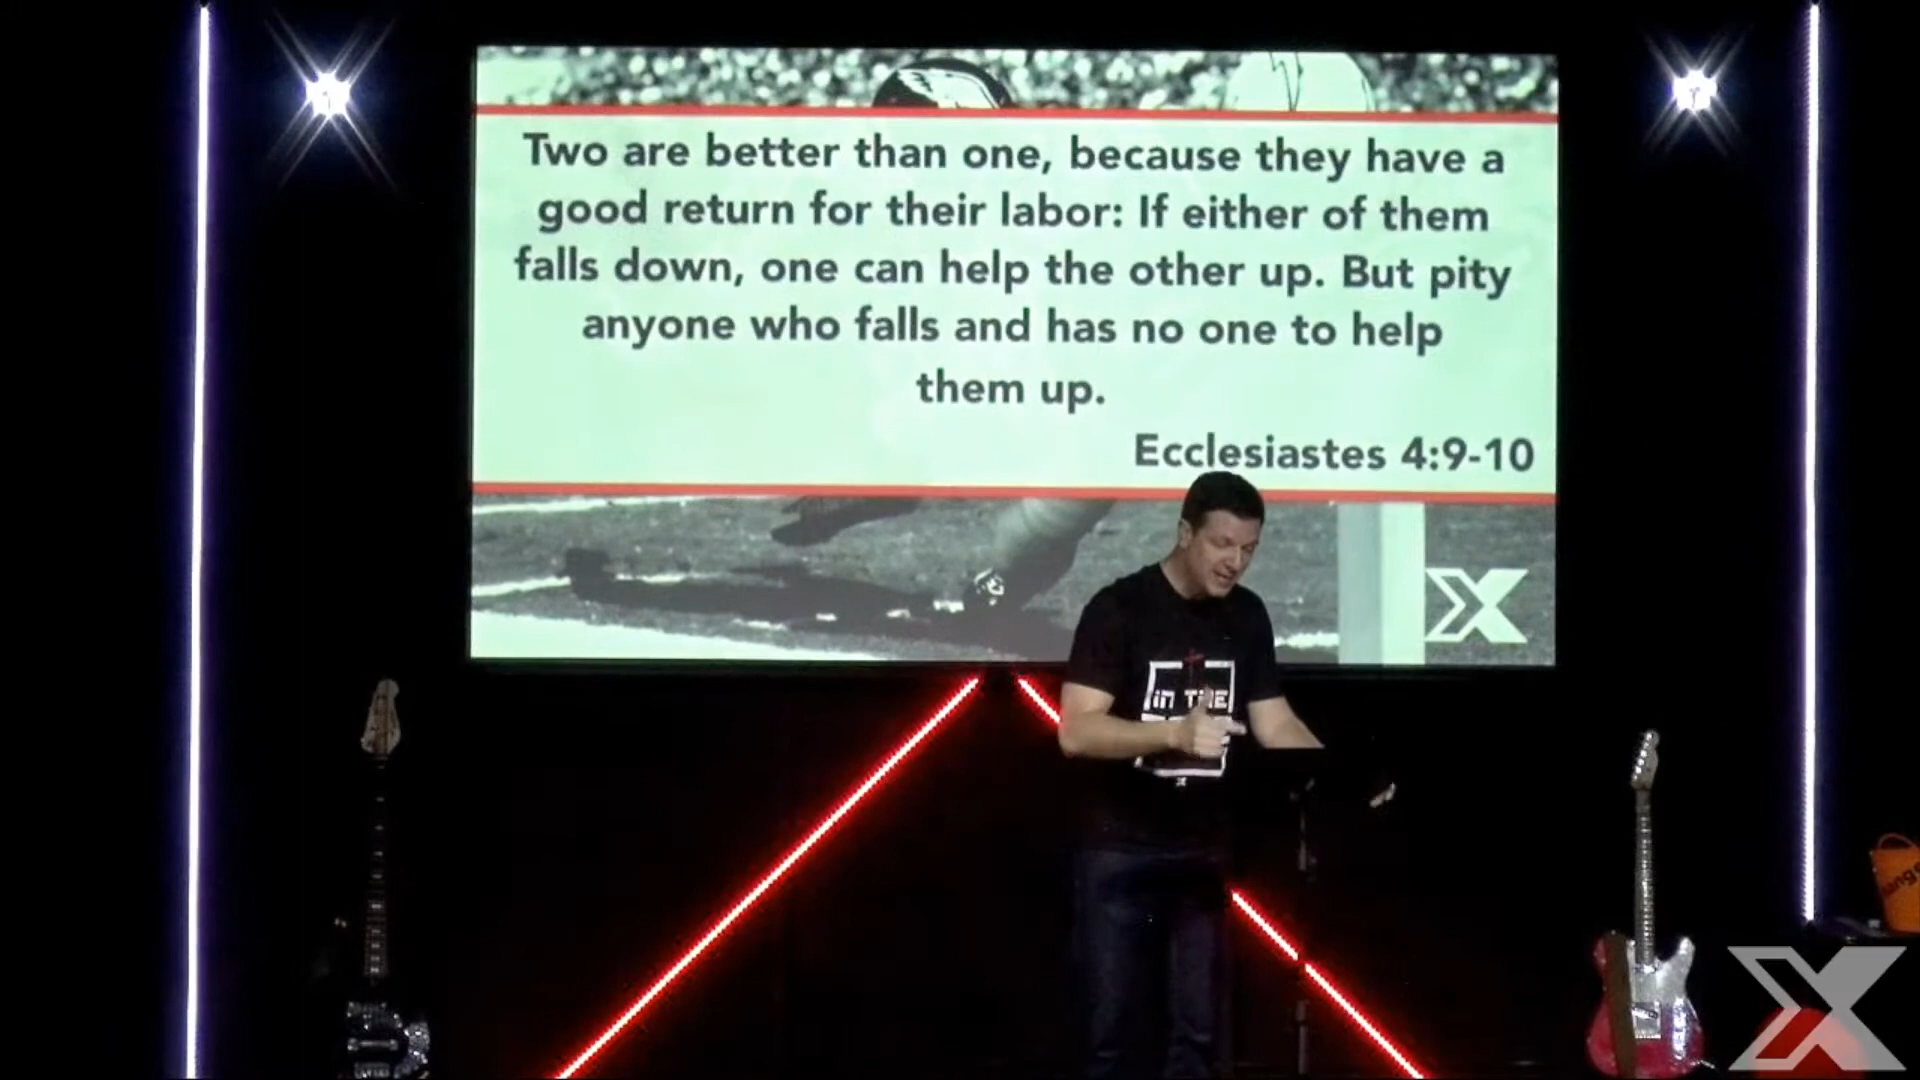 Two are better than one, because they have a
good return for their labor: If either of them
falls down, one can help the other up. But pity
anyone who falls and has no one to help
them up.
Ecclesiastes 4:9-10
IN THE